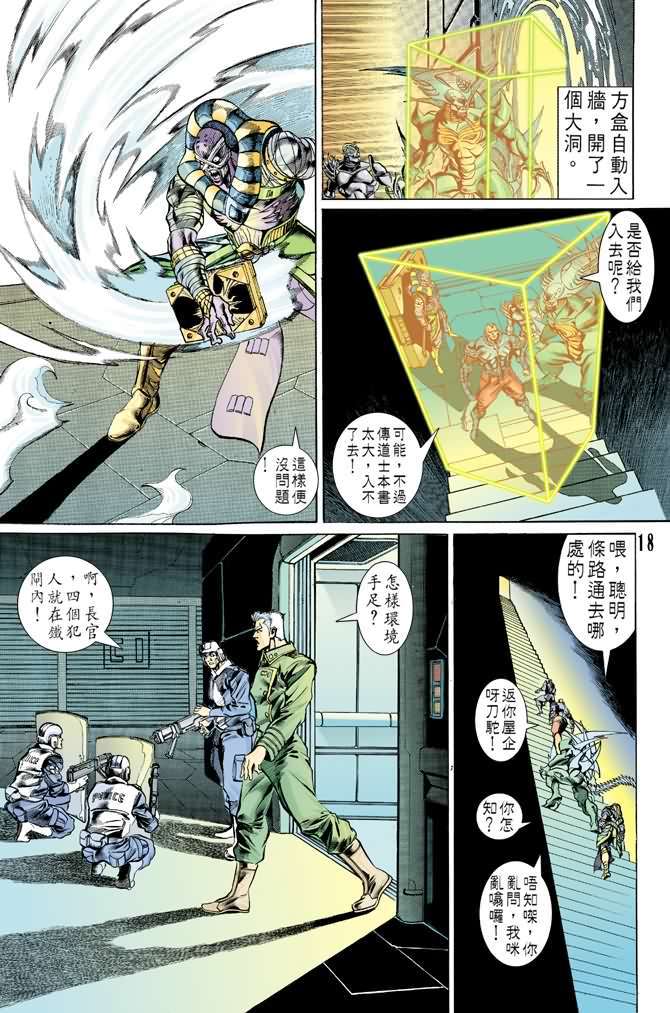 方盒自動入
牆，開了一
個大洞。
是否給我們
入去呢？
可能，不過
傳道士本書
太大，入不
了去！
這樣便
沒問題
！
18
喂，聰明，
條路通去哪
處的！
返你屋企
呀刀駝！
你怎
知？
唔知㗎，你
亂問，我咪
亂噏囉！
怎樣環境
手足？
啊，長官
，四個犯
人就在鐵
閘內！
POLICE